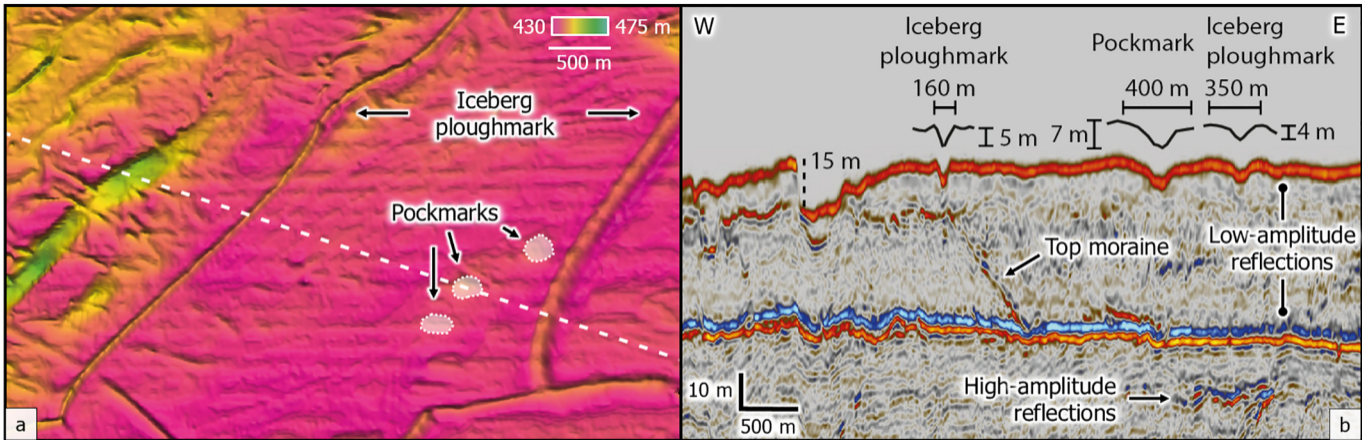 430 475 m
500 m
Iceberg
ploughmark
Pockmarks
a
W
E
Iceberg
ploughmark
160 m
Pockmark
400 m
Iceberg
ploughmark
350 m
5 m
7 m
4 m
15 m
Top moraine
Low-amplitude
reflections
High-amplitude
reflections
10 m
500 m
b